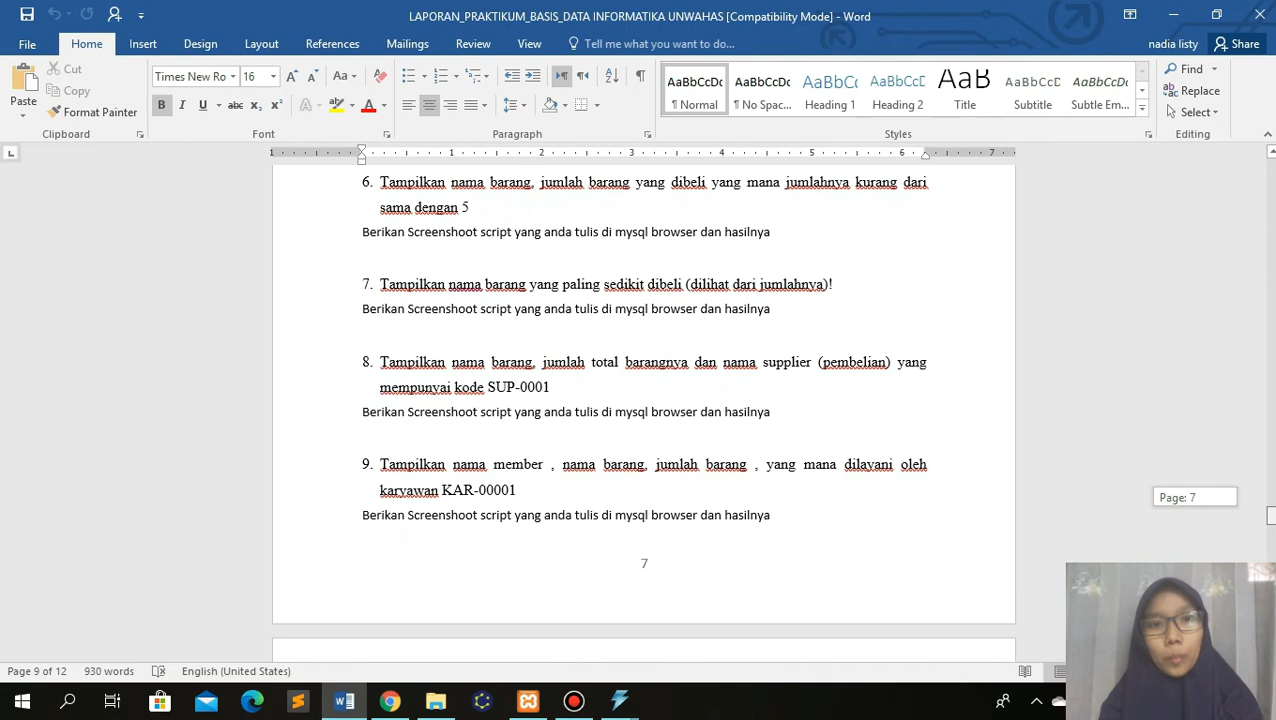 LAPORAN_PRAKTIKUM_BASIS_DATA INFORMATIKA UNWAHAS [Compatibility Mode] - Word
File Home Insert Design Layout References Mailings Review View Tell me what you want to do... nadia listy Share
Paste Cut Copy Format Painter
Times New Ro 16 Aa
AaBbCcDc AaBbCcDc AaBbCc AaBbCcC AaB AaBbCcD AaBbCcDc
¶ Normal ¶ No Spac... Heading Heading 2 Title Subtitle Subtle Em...
Find Replace Select
Clipboard Font Paragraph Styles Editing
1 1 2 3 4 5 6 7
6. Tampilkan nama barang, jumlah barang yang dibeli yang mana jumlahnya kurang dari
sama dengan 5
Berikan Screenshoot script yang anda tulis di mysql browser dan hasilnya
7. Tampilkan nama barang yang paling sedikit dibeli (dilihat dari jumlahnya)!
Berikan Screenshoot script yang anda tulis di mysql browser dan hasilnya
8. Tampilkan nama barang, jumlah total barangnya dan nama supplier (pembelian) yang
mempunyai kode SUP-0001
Berikan Screenshoot script yang anda tulis di mysql browser dan hasilnya
9. Tampilkan nama member , nama barang, jumlah barang , yang mana dilayani oleh
karyawan KAR-00001
Berikan Screenshoot script yang anda tulis di mysql browser dan hasilnya
Page: 7
7
Page 9 of 12 930 words English (United States)